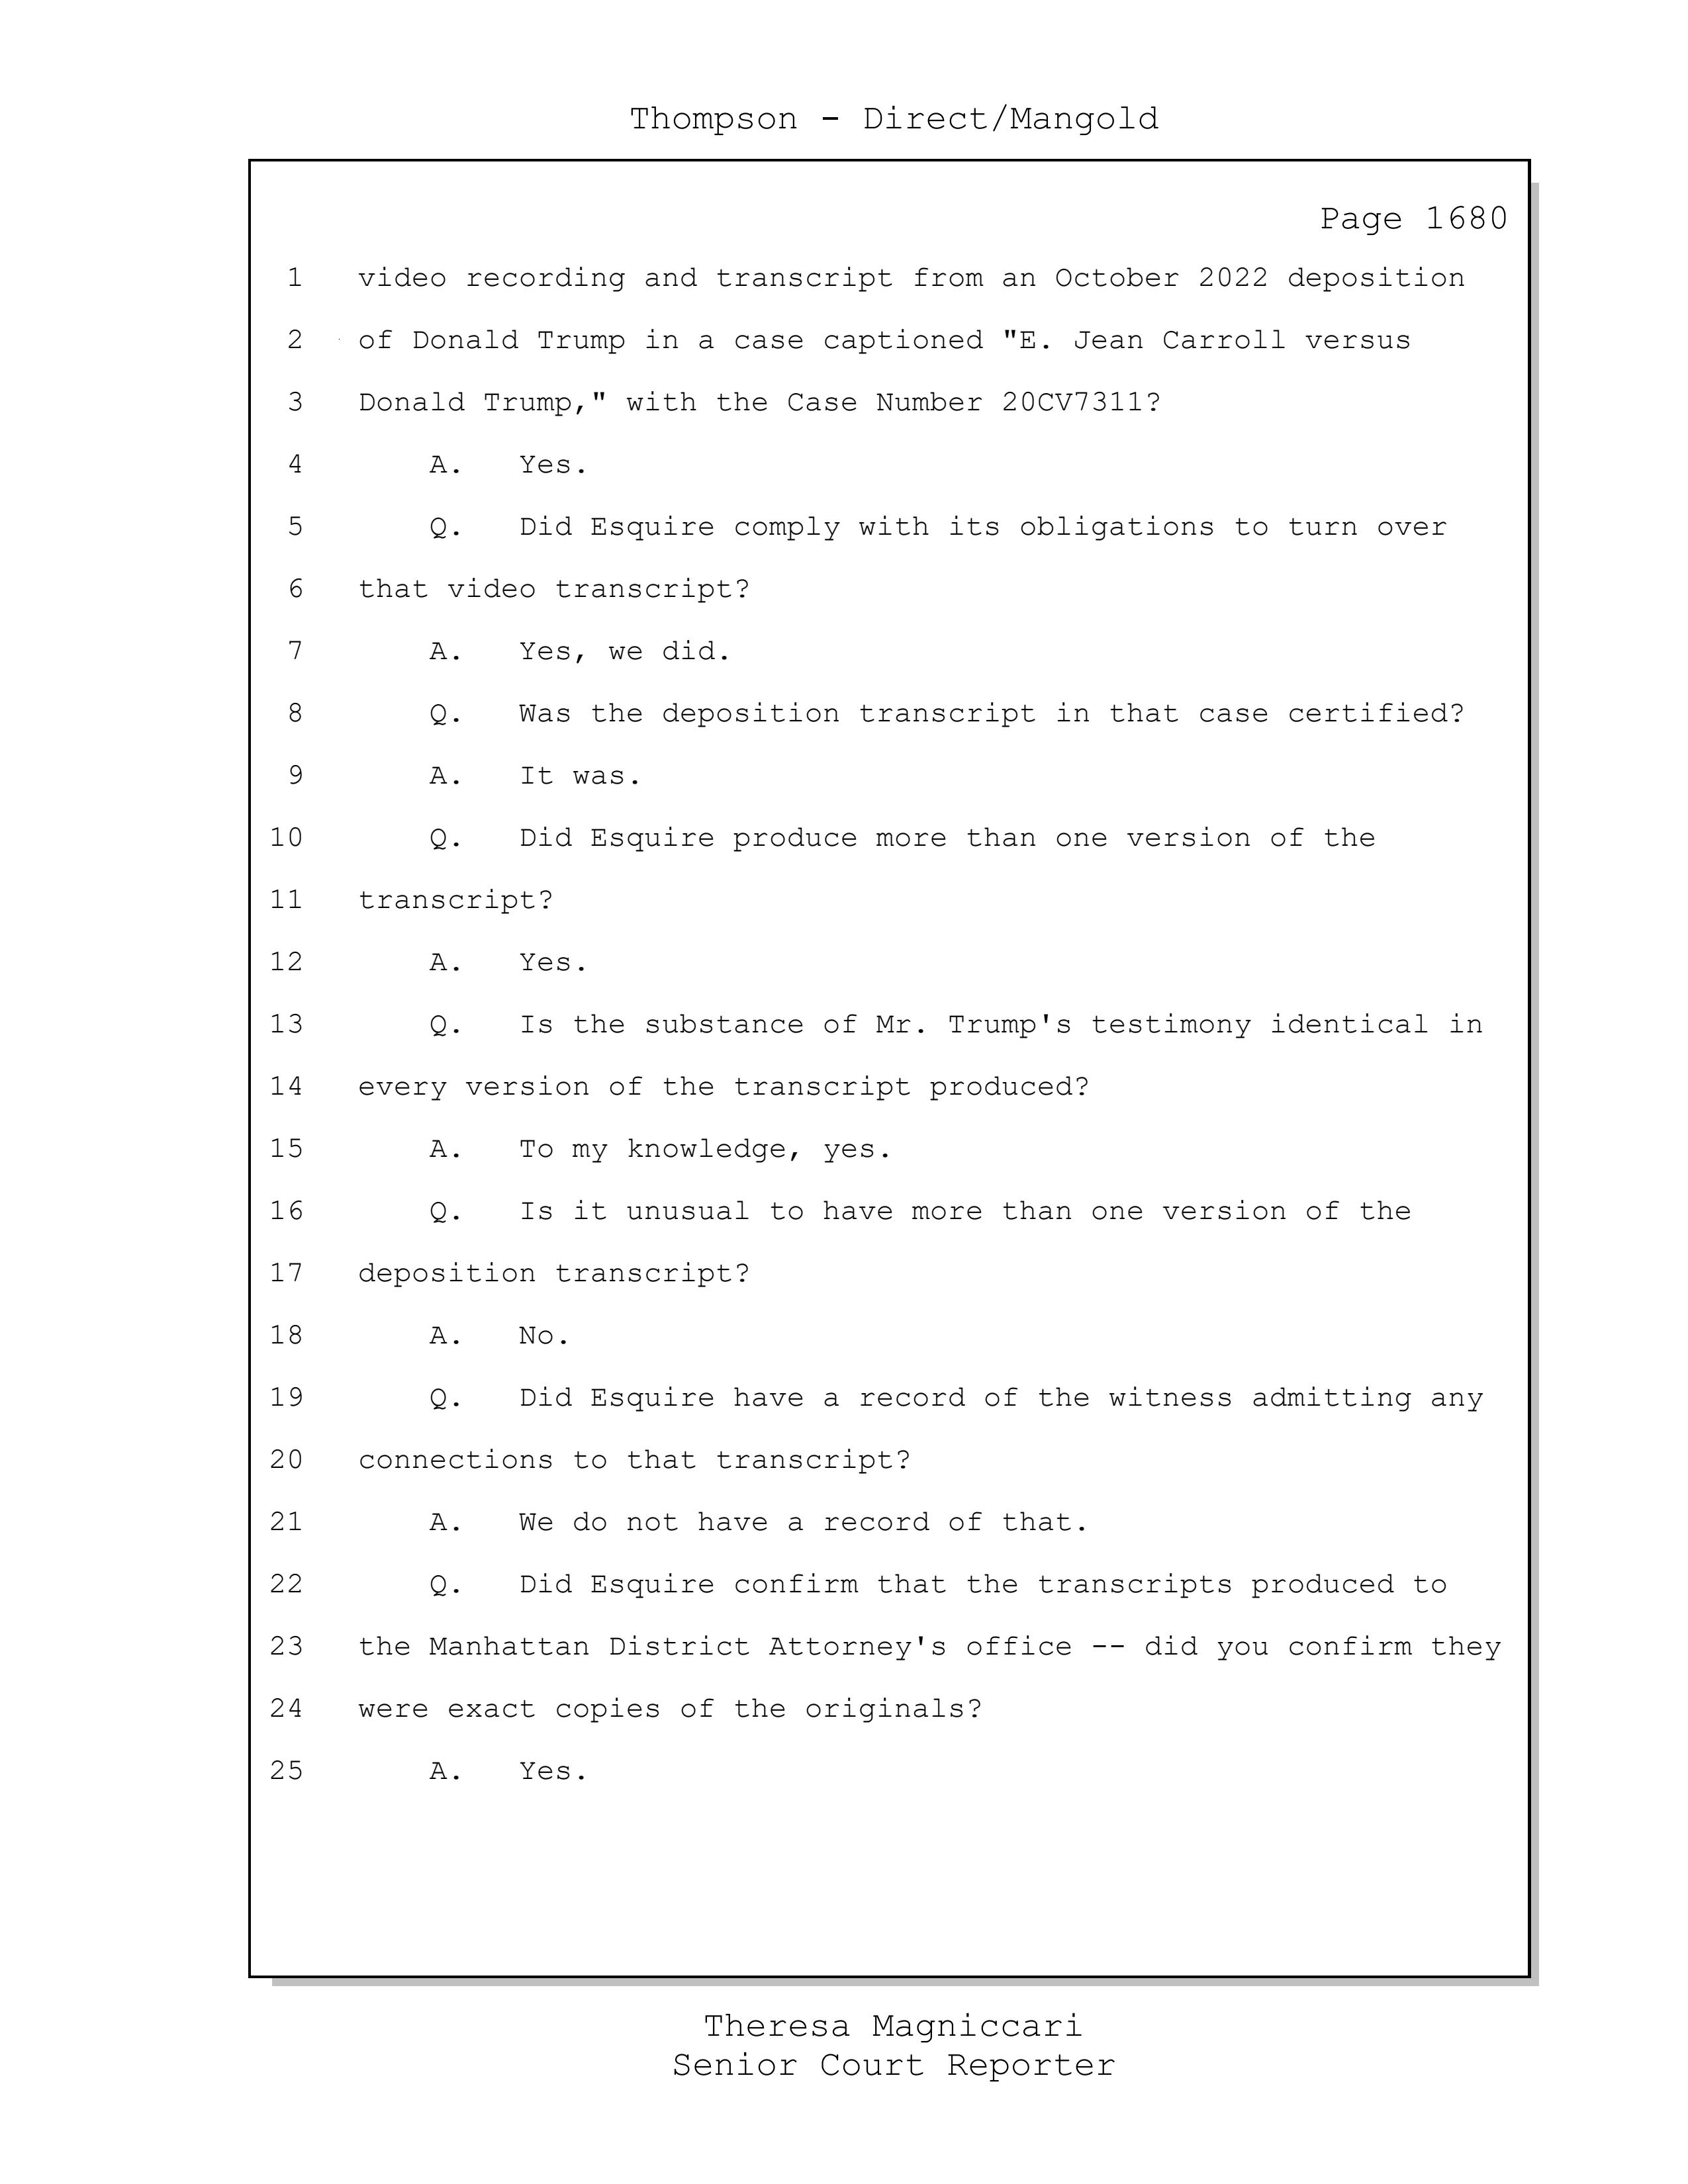 Thompson - Direct/Mangold
Page 1680
1 video recording and transcript from an October 2022 deposition
2 of Donald Trump in a case captioned "E. Jean Carroll versus
3 Donald Trump," with the Case Number 20CV7311?
4 A. Yes.
5 Q. Did Esquire comply with its obligations to turn over
6 that video transcript?
7 A. Yes, we did.
8 Q. Was the deposition transcript in that case certified?
9 A. It was.
10 Q. Did Esquire produce more than one version of the
11 transcript?
12 A. Yes.
13 Q. Is the substance of Mr. Trump's testimony identical in
14 every version of the transcript produced?
15 A. To my knowledge, yes.
16 Q. Is it unusual to have more than one version of the
17 deposition transcript?
18 A. No.
19 Q. Did Esquire have a record of the witness admitting any
20 connections to that transcript?
21 A. We do not have a record of that.
22 Q. Did Esquire confirm that the transcripts produced to
23 the Manhattan District Attorney's office -- did you confirm they
24 were exact copies of the originals?
25 A. Yes.
Theresa Magniccari
Senior Court Reporter